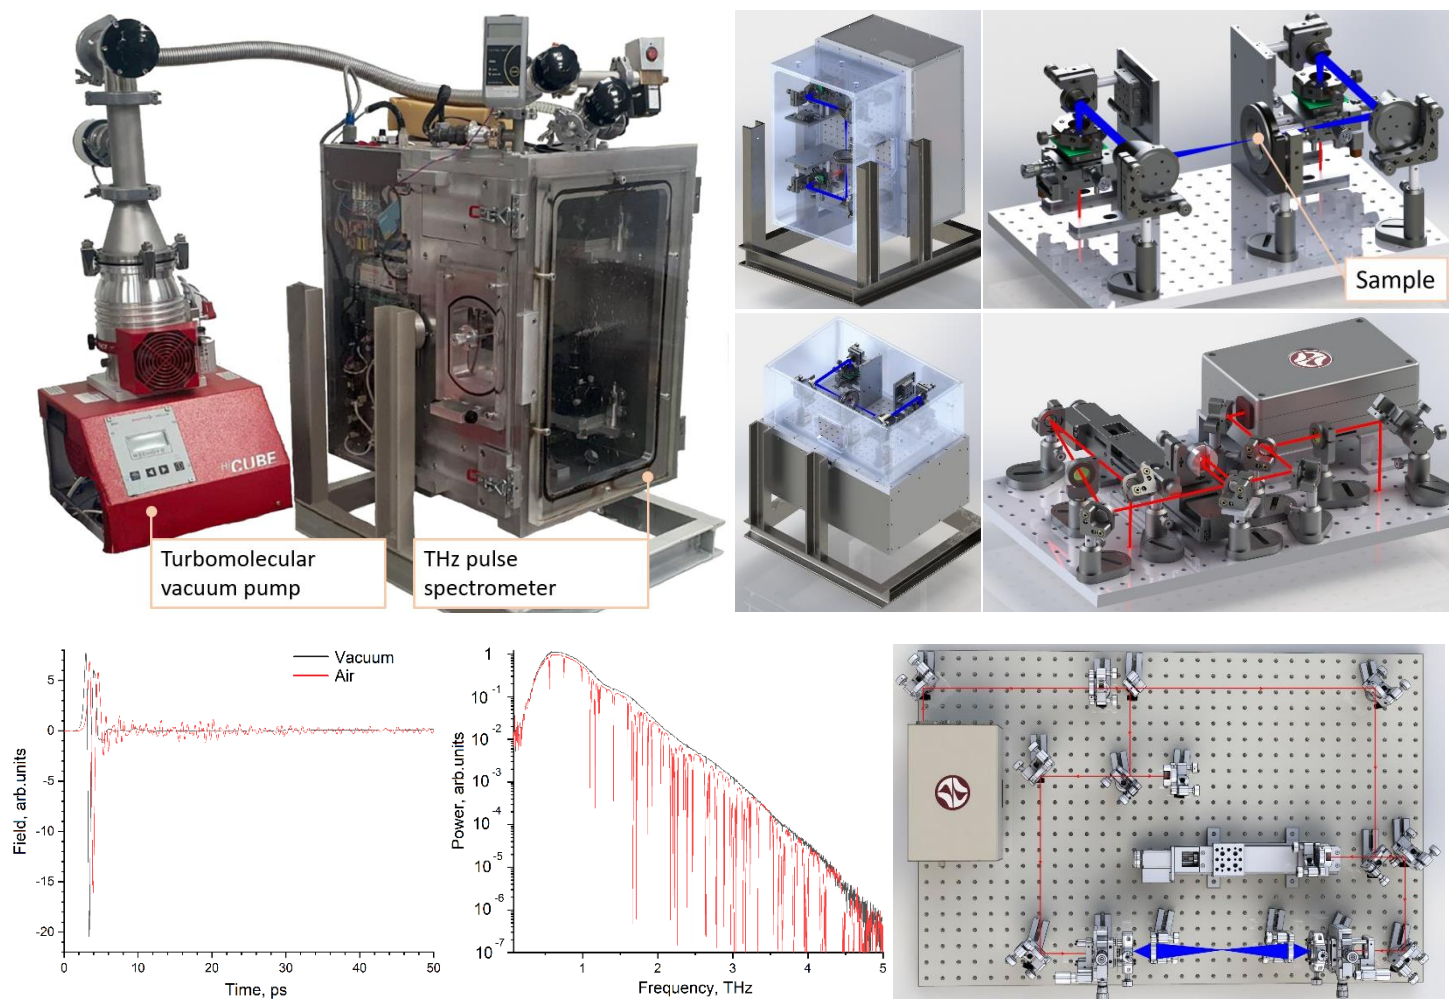 HiCUBE
Turbomolecular
vacuum pump
THz pulse
spectrometer
Sample
Vacuum
Air
Field, arb.units
5
0
-5
-10
-15
-20
0
10
20
30
40
50
Time, ps
Power, arb.units
1
10⁻¹
10⁻²
10⁻³
10⁻⁴
10⁻⁵
10⁻⁶
10⁻⁷
1
2
3
4
5
Frequency, THz